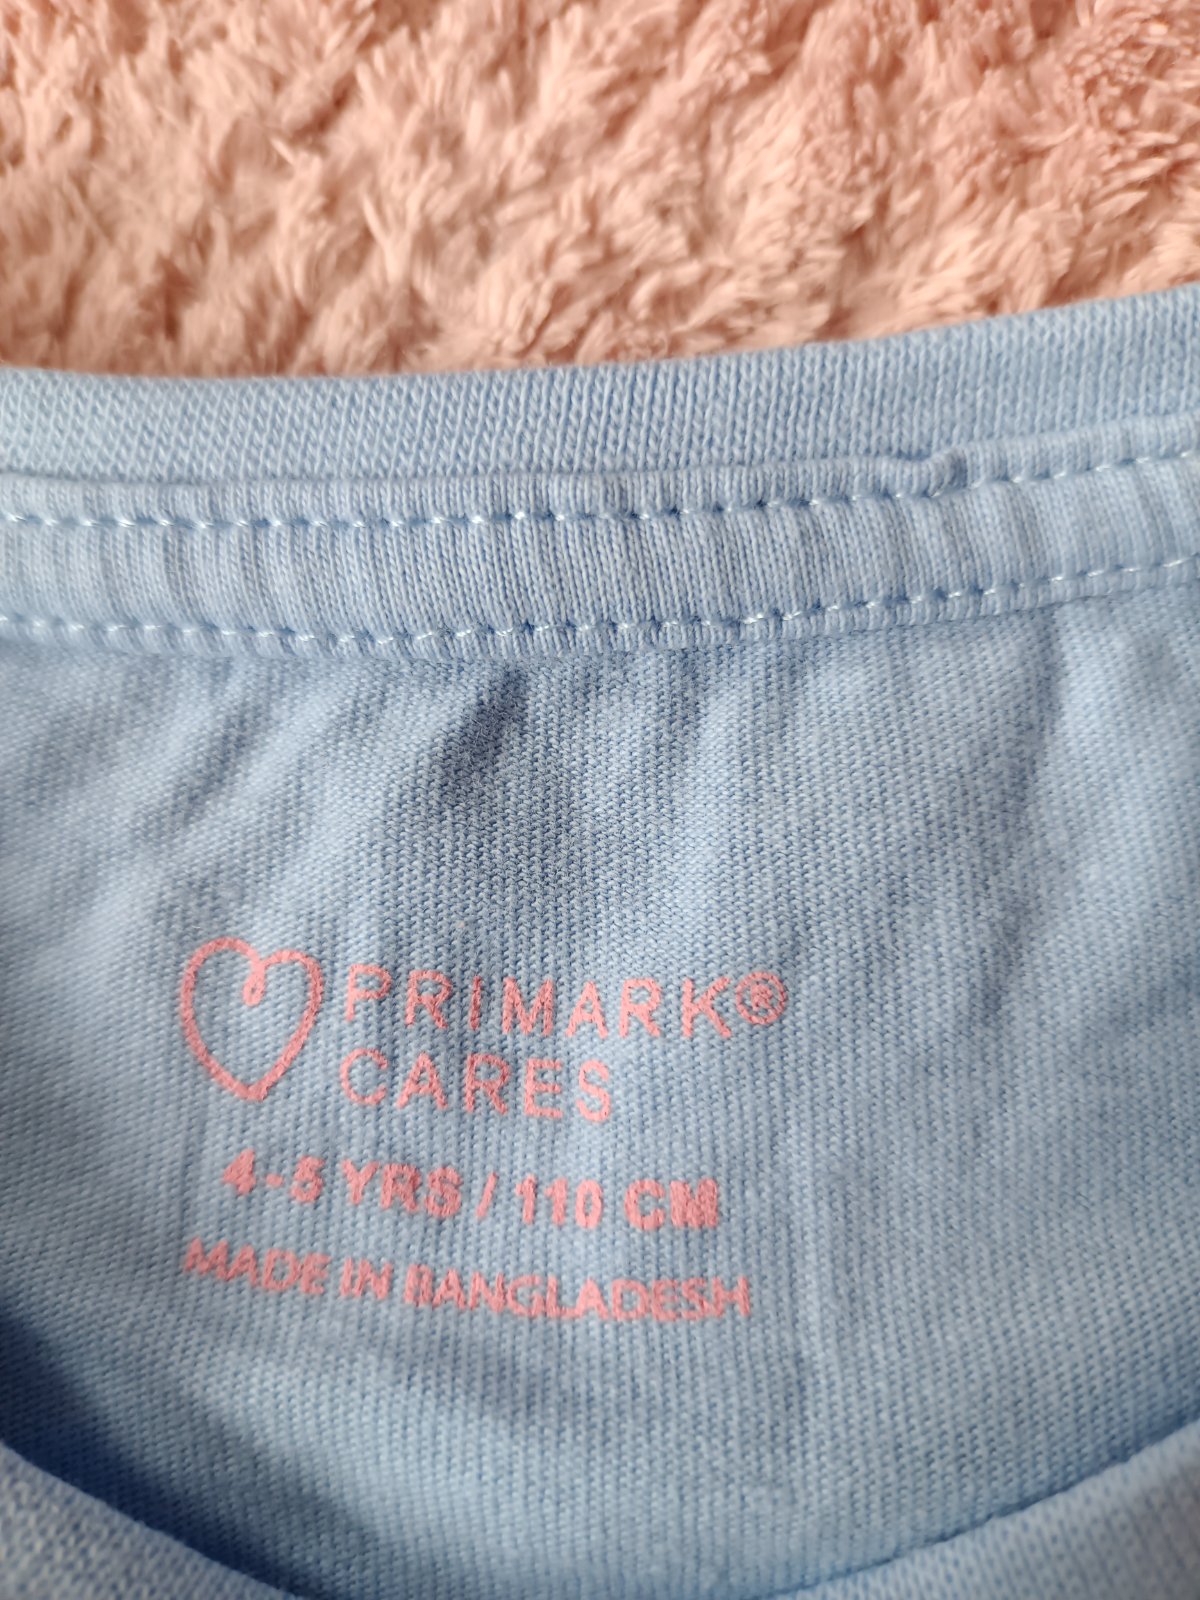 PRIMARK®
CARES
4-5 YRS / 110 CM
MADE IN BANGLADESH